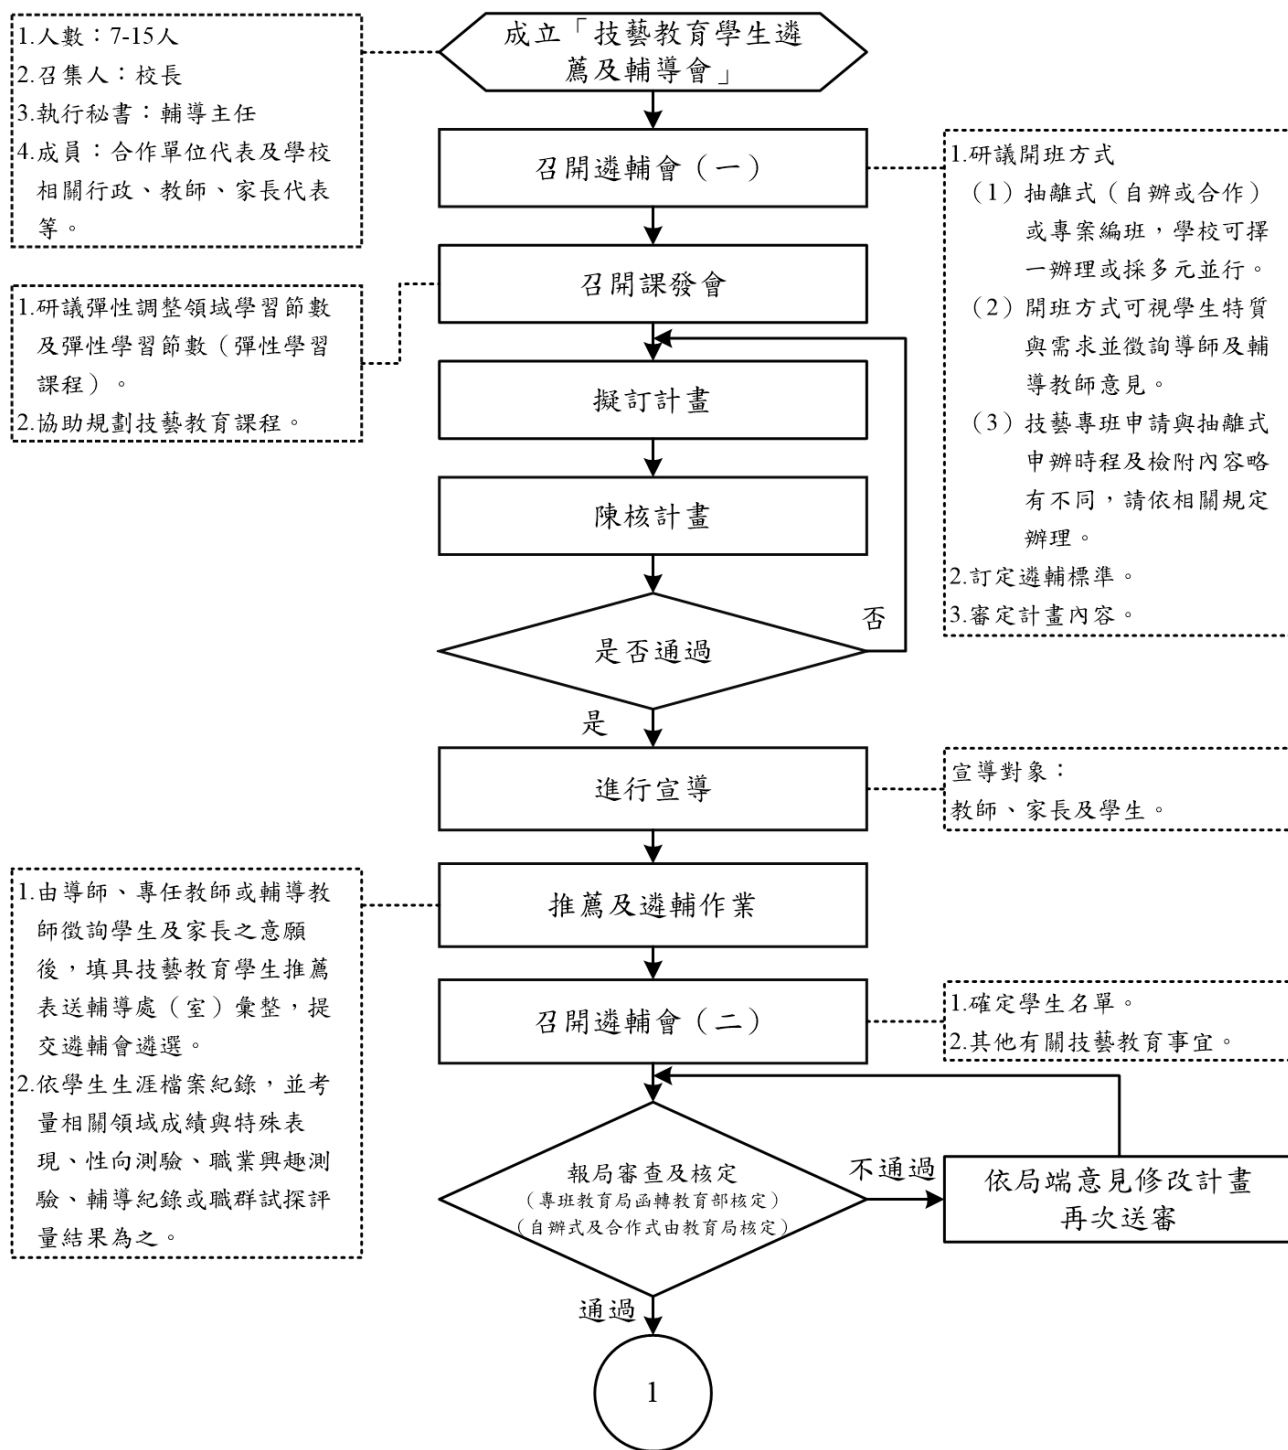 成立「技藝教育學生遴
薦及輔導會」
1.人數：7-15人
2.召集人：校長
3.執行秘書：輔導主任
4.成員：合作單位代表及學校
相關行政、教師、家長代表
等。
召開遴輔會（一）
1.研議開班方式
（1）抽離式（自辦或合作）
或專案編班，學校可擇
一辦理或採多元並行。
（2）開班方式可視學生特質
與需求並徵詢導師及輔
導教師意見。
（3）技藝專班申請與抽離式
申辦時程及檢附內容略
有不同，請依相關規定
辦理。
2.訂定遴輔標準。
3.審定計畫內容。
召開課發會
1.研議彈性調整領域學習節數
及彈性學習節數（彈性學習
課程）。
2.協助規劃技藝教育課程。
擬訂計畫
陳核計畫
是否通過
否
是
進行宣導
宣導對象：
教師、家長及學生。
推薦及遴輔作業
1.由導師、專任教師或輔導教
師徵詢學生及家長之意願
後，填具技藝教育學生推薦
表送輔導處（室）彙整，提
交遴輔會遴選。
2.依學生生涯檔案紀錄，並考
量相關領域成績與特殊表
現、性向測驗、職業興趣測
驗、輔導紀錄或職群試探評
量結果為之。
召開遴輔會（二）
1.確定學生名單。
2.其他有關技藝教育事宜。
報局審查及核定
（專班教育局函轉教育部核定）
（自辦式及合作式由教育局核定）
不通過
依局端意見修改計畫
再次送審
通過
1